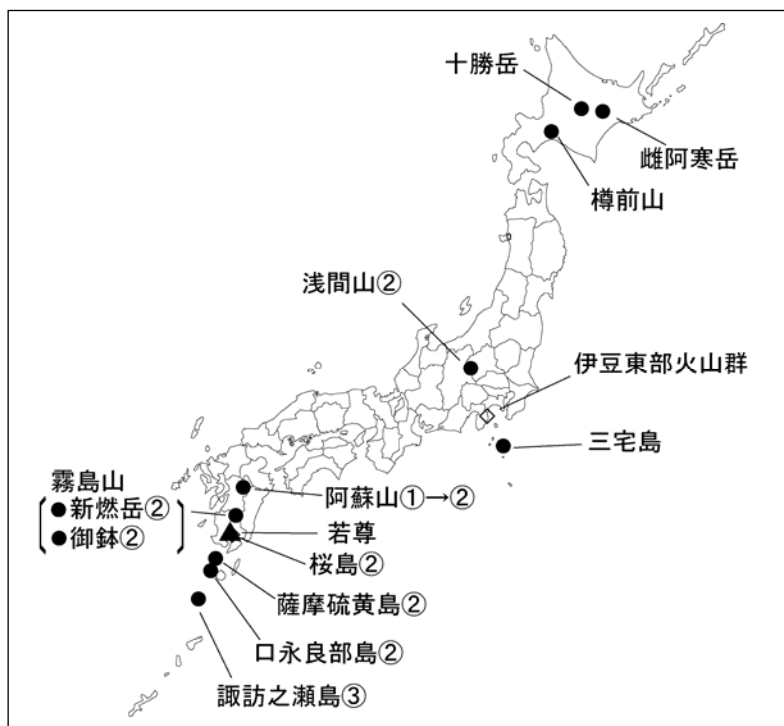 十勝岳
雌阿寒岳
樽前山
浅間山②
伊豆東部火山群
三宅島
霧島山
●新燃岳②
●御鉢②
阿蘇山①→②
若尊
桜島②
薩摩硫黄島②
口永良部島②
諏訪之瀬島③